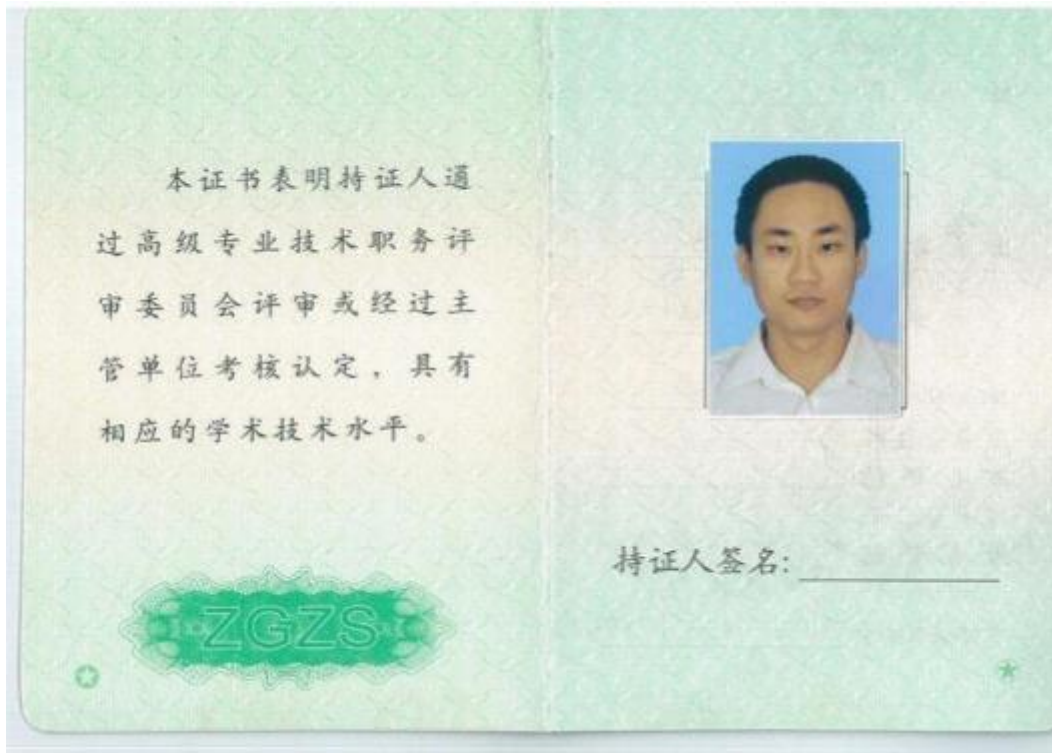 本证书表明持证人通
过高级专业技术职务评
审委员会评审或经过主
管单位考核认定，具有
相应的学术技术水平。
ZGZS
持证人签名: